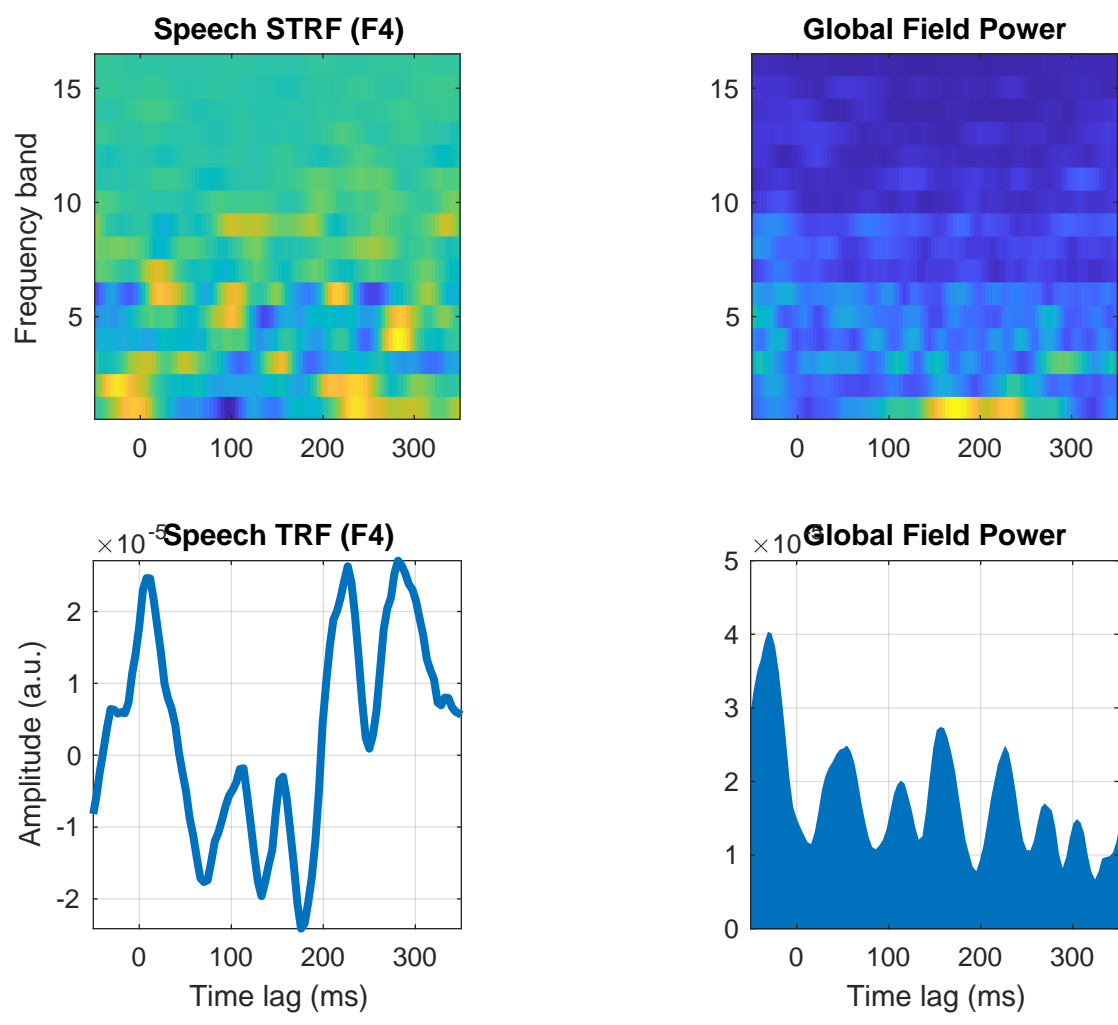 Speech STRF (F4)
Global Field Power
Frequency band
15
10
5
0 100 200 300
15
10
5
0 100 200 300
Speech TRF (F4)
×10⁻⁵
Amplitude (a.u.)
2
1
0
-1
-2
0 100 200 300
Time lag (ms)
Global Field Power
×10⁻⁵
5
4
3
2
1
0
0 100 200 300
Time lag (ms)